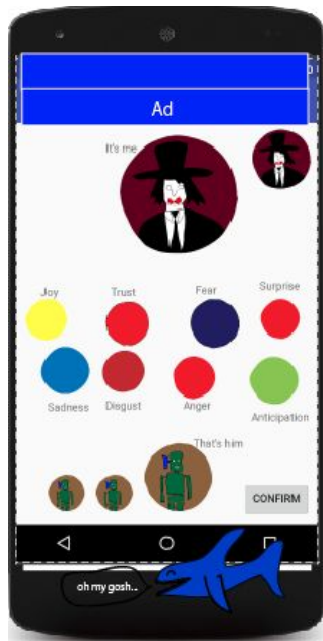 Ad
It's me
Joy
Trust
Fear
Surprise
Sadness
Disgust
Anger
Anticipation
That's him
CONFIRM
oh my gosh...